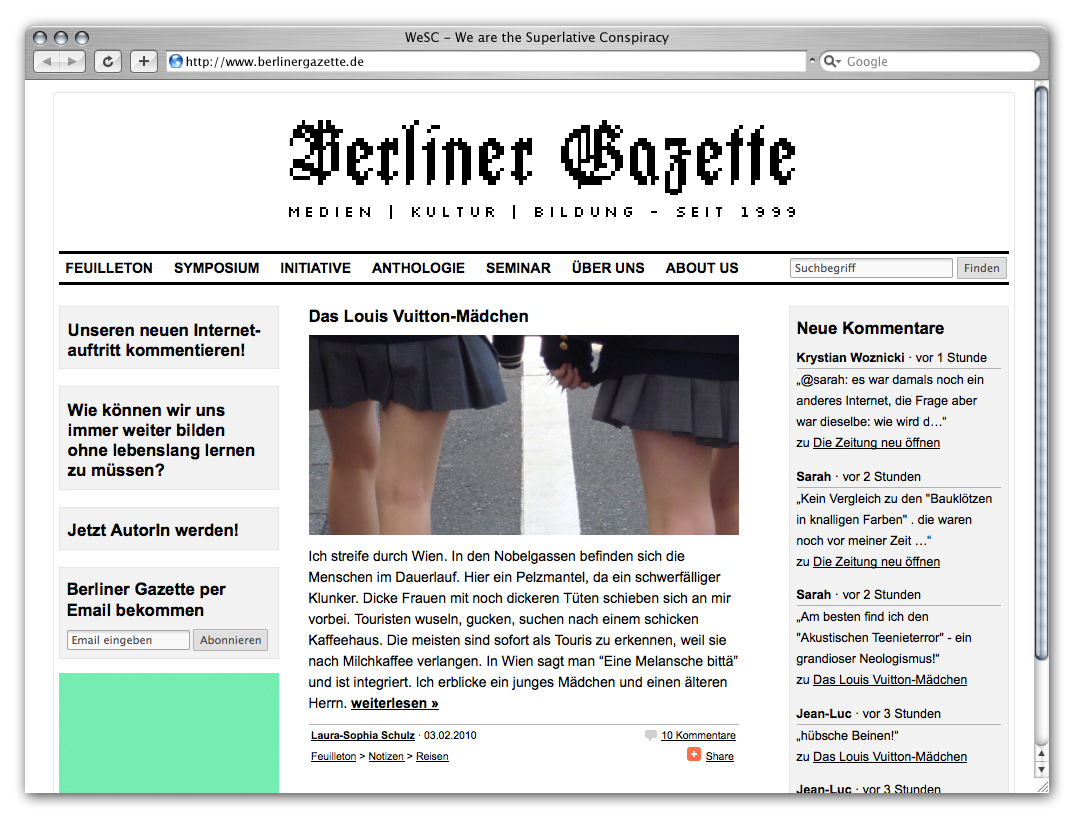 WeSC – We are the Superlative Conspiracy
http://www.berlinergazette.de
Google
Berliner Gazette
MEDIEN | KULTUR | BILDUNG – SEIT 1999
FEUILLETON SYMPOSIUM INITIATIVE ANTHOLOGIE SEMINAR ÜBER UNS ABOUT US
Suchbegriff Finden
Unseren neuen Internet-
auftritt kommentieren!
Wie können wir uns
immer weiter bilden
ohne lebenslang lernen
zu müssen?
Jetzt AutorIn werden!
Berliner Gazette per
Email bekommen
Email eingeben Abonnieren
Das Louis Vuitton-Mädchen
Ich streife durch Wien. In den Nobelgassen befinden sich die
Menschen im Dauerlauf. Hier ein Pelzmantel, da ein schwerfälliger
Klunker. Dicke Frauen mit noch dickeren Tüten schieben sich an mir
vorbei. Touristen wuseln, gucken, suchen nach einem schicken
Kaffeehaus. Die meisten sind sofort als Touris zu erkennen, weil sie
nach Milchkaffee verlangen. In Wien sagt man “Eine Melansche bittä”
und ist integriert. Ich erblicke ein junges Mädchen und einen älteren
Herrn. weiterlesen »
Laura-Sophia Schulz · 03.02.2010
10 Kommentare
Feuilleton > Notizen > Reisen
Share
Neue Kommentare
Krystian Woznicki · vor 1 Stunde
„@sarah: es war damals noch ein
anderes Internet, die Frage aber
war dieselbe: wie wird d…“
zu Die Zeitung neu öffnen
Sarah · vor 2 Stunden
„Kein Vergleich zu den "Bauklötzen
in knalligen Farben" . die waren
noch vor meiner Zeit …“
zu Die Zeitung neu öffnen
Sarah · vor 2 Stunden
„Am besten find ich den
"Akustischen Teenieterror" - ein
grandioser Neologismus!“
zu Das Louis Vuitton-Mädchen
Jean-Luc · vor 3 Stunden
„hübsche Beinen!“
zu Das Louis Vuitton-Mädchen
Jean-Luc · vor 3 Stunden